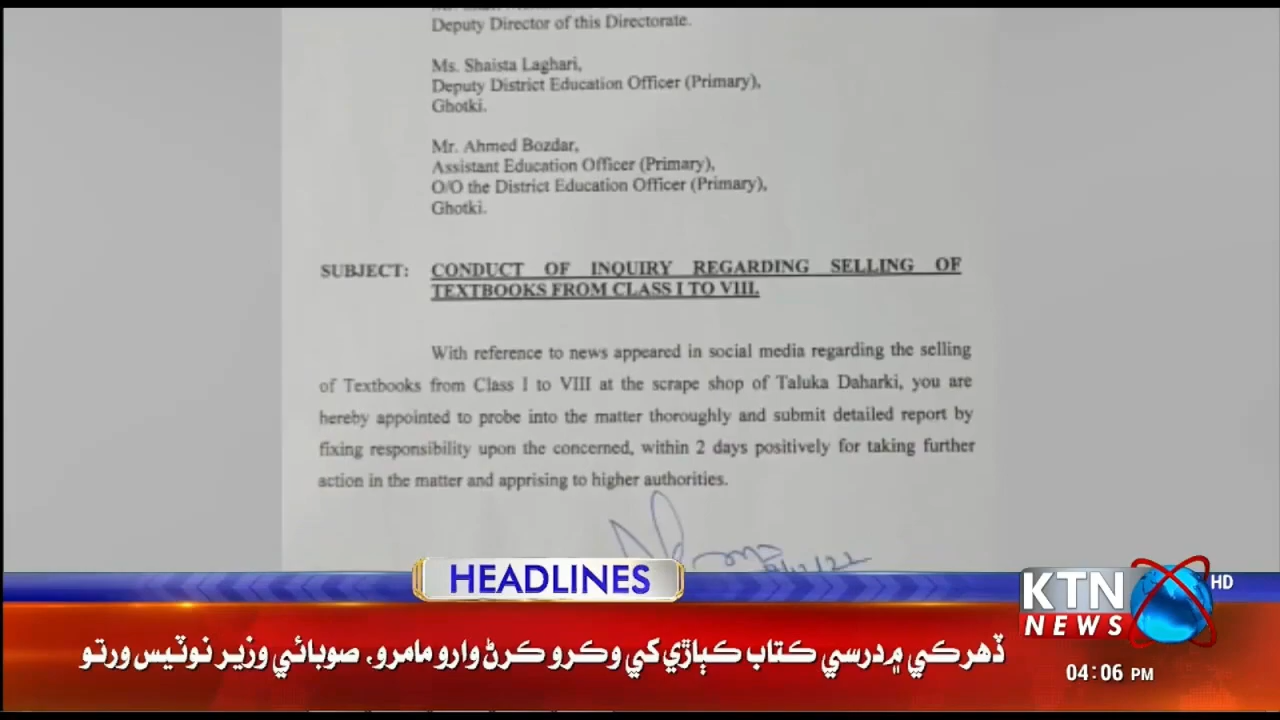 Deputy Director of this Directorate.
Ms. Shaista Laghari,
Deputy District Education Officer (Primary),
Ghotki.
Mr. Ahmed Bozdar,
Assistant Education Officer (Primary),
O/O the District Education Officer (Primary),
Ghotki.
SUBJECT: CONDUCT OF INQUIRY REGARDING SELLING OF
TEXTBOOKS FROM CLASS I TO VIII.
With reference to news appeared in social media regarding the selling
of Textbooks from Class I to VIII at the scrape shop of Taluka Daharki, you are
hereby appointed to probe into the matter thoroughly and submit detailed report by
fixing responsibility upon the concerned, within 2 days positively for taking further
action in the matter and apprising to higher authorities.
HEADLINES
KTN
NEWS
HD
ڏهرڪي ۾ درسي ڪتاب ڪٻاڙي کي وڪرو ڪرڻ وارو مامرو، صوبائي وزير نوٽيس ورتو
04:06 PM